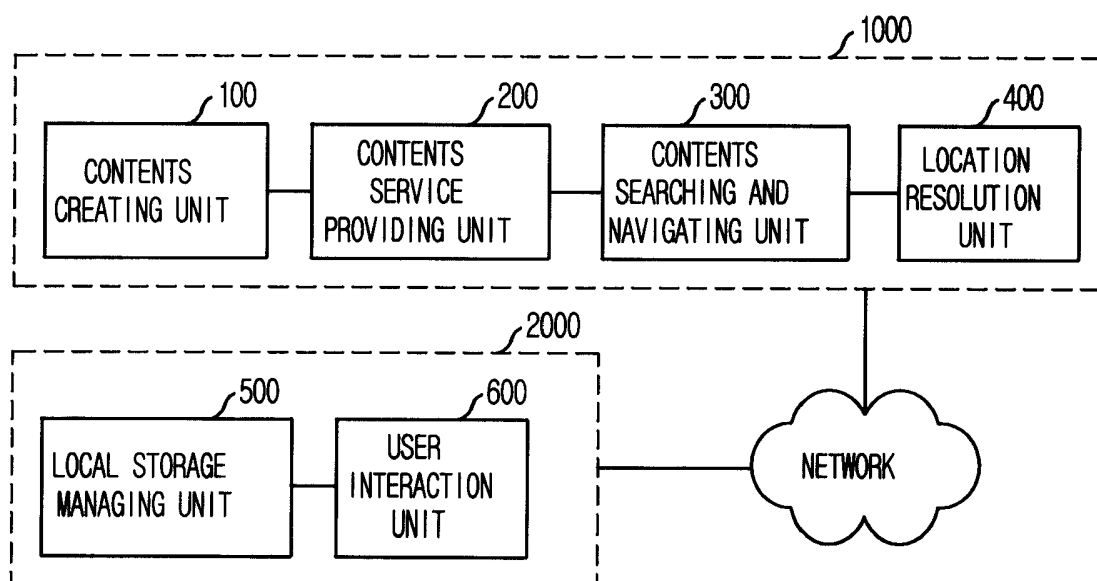 1000
100
200
300
400
CONTENTS
CREATING UNIT
CONTENTS
SERVICE
PROVIDING UNIT
CONTENTS
SEARCHING AND
NAVIGATING UNIT
LOCATION
RESOLUTION
UNIT
2000
500
600
LOCAL STORAGE
MANAGING UNIT
USER
INTERACTION
UNIT
NETWORK